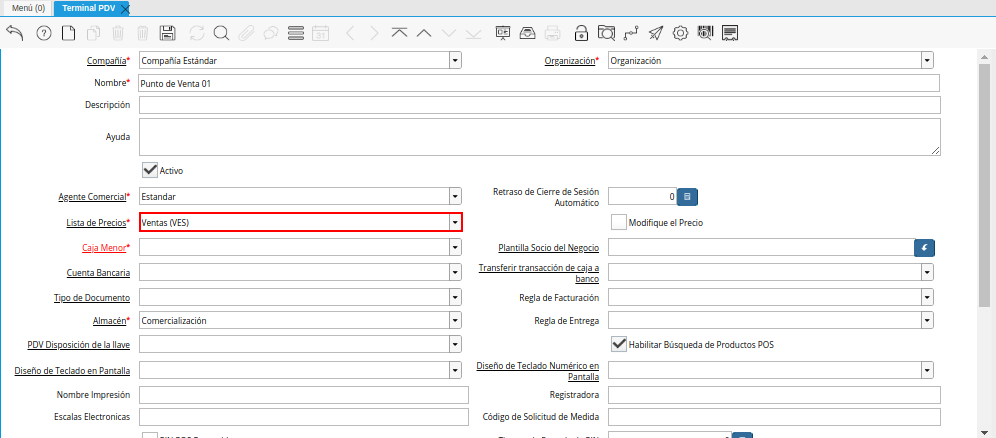 Menú (0) Terminal PDV
Compañía* Compañía Estándar Organización* Organización
Nombre* Punto de Venta 01
Descripción
Ayuda
Activo
Agente Comercial* Estandar Retraso de Cierre de Sesión Automático 0
Lista de Precios* Ventas (VES) Modifique el Precio
Caja Menor* Plantilla Socio del Negocio
Cuenta Bancaria Transferir transacción de caja a banco
Tipo de Documento Regla de Facturación
Almacén* Comercialización Regla de Entrega
PDV Disposición de la llave Habilitar Búsqueda de Productos POS
Diseño de Teclado en Pantalla Diseño de Teclado Numérico en Pantalla
Nombre Impresión Registradora
Escalas Electronicas Código de Solicitud de Medida